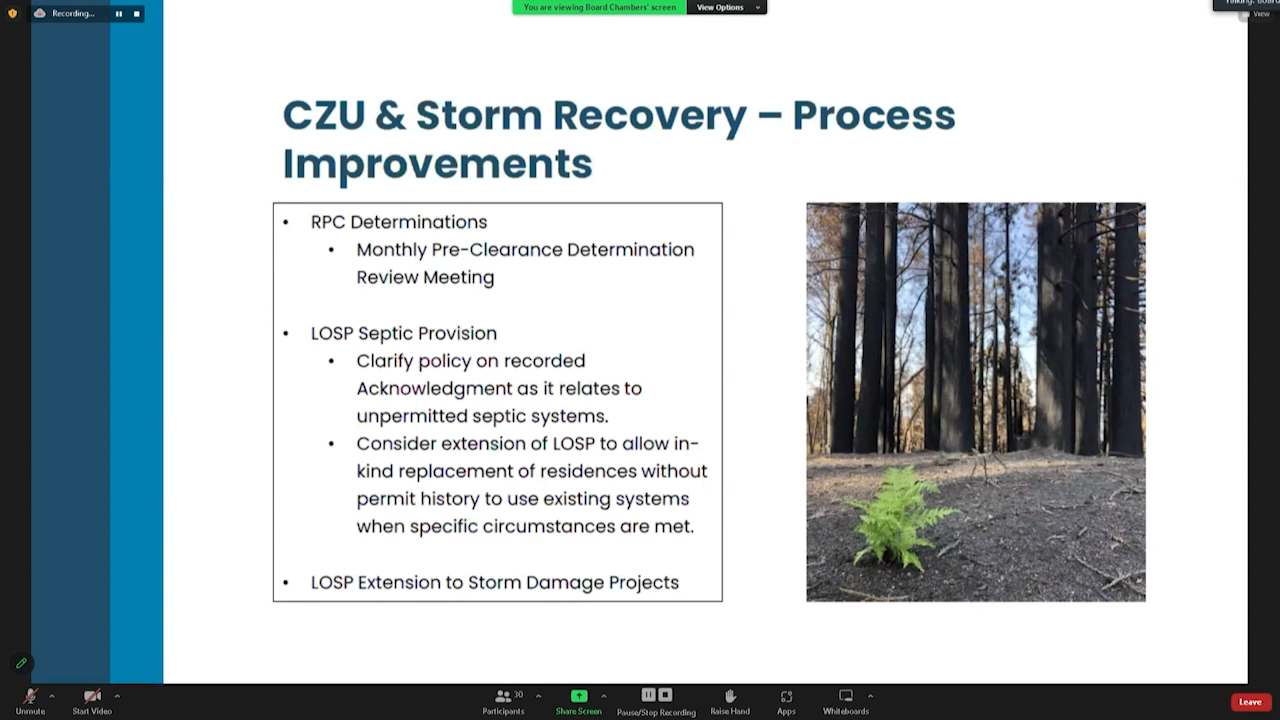 Recording...
You are viewing Board Chambers' screen
View Options
View
CZU & Storm Recovery – Process
Improvements
• RPC Determinations
• Monthly Pre-Clearance Determination
Review Meeting
• LOSP Septic Provision
• Clarify policy on recorded
Acknowledgment as it relates to
unpermitted septic systems.
• Consider extension of LOSP to allow in-
kind replacement of residences without
permit history to use existing systems
when specific circumstances are met.
• LOSP Extension to Storm Damage Projects
Unmute
Start Video
Participants
30
Share Screen
Pause/Stop Recording
Raise Hand
Apps
Whiteboards
Leave